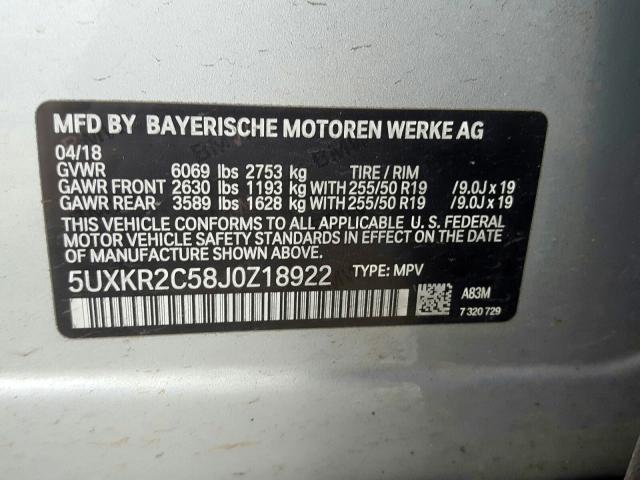 MFD BY BAYERISCHE MOTOREN WERKE AG
04/18
GVWR 6069 lbs 2753 kg TIRE / RIM
GAWR FRONT 2630 lbs 1193 kg WITH 255/50 R19 /9.0J x 19
GAWR REAR 3589 lbs 1628 kg WITH 255/50 R19 /9.0J x 19
THIS VEHICLE CONFORMS TO ALL APPLICABLE U. S. FEDERAL
MOTOR VEHICLE SAFETY STANDARDS IN EFFECT ON THE DATE
OF MANUFACTURE SHOWN ABOVE.
5UXKR2C58J0Z18922 TYPE: MPV
A83M
7 320 729